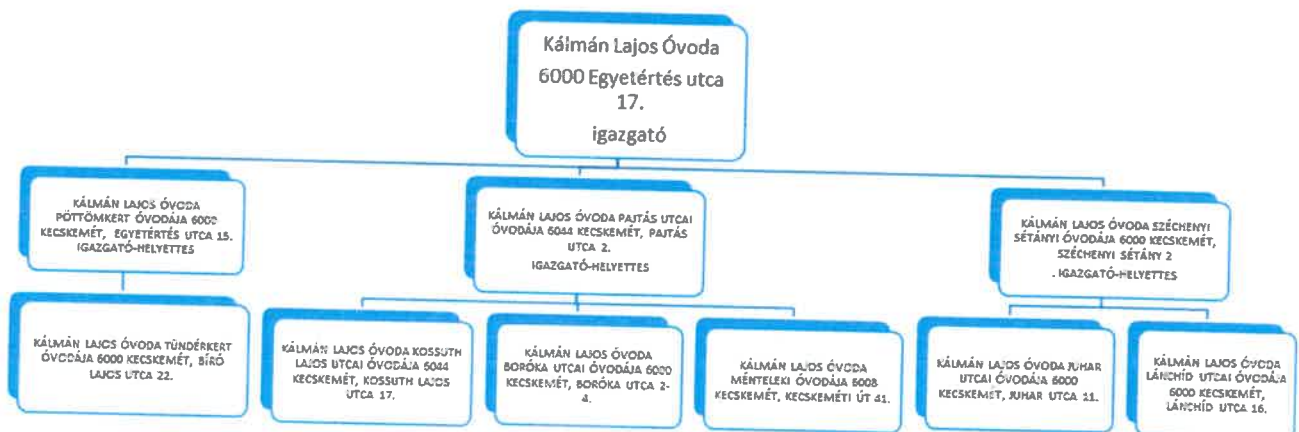 Kálmán Lajos Óvoda
6000 Egyetértés utca
17.
igazgató
KÁLMÁN LAJOS ÓVODA
PÖTTÖMKERT ÓVODÁJA 6000
KECSKEMÉT, EGYETÉRTÉS UTCA 15.
IGAZGATÓ-HELYETTES
KÁLMÁN LAJOS ÓVODA PAJTÁS UTCAI
ÓVODÁJA 6044 KECSKEMÉT, PAJTÁS
UTCA 2.
IGAZGATÓ-HELYETTES
KÁLMÁN LAJOS ÓVODA SZÉCHENYI
SÉTÁNYI ÓVODÁJA 6000 KECSKEMÉT,
SZÉCHENYI SÉTÁNY 2
. IGAZGATÓ-HELYETTES
KÁLMÁN LAJOS ÓVODA TÜNDÉRKERT
ÓVODÁJA 6000 KECSKEMÉT, BÍRÓ
LAJOS UTCA 22.
KÁLMÁN LAJOS ÓVODA KOSSUTH
LAJOS UTCAI ÓVODÁJA 6044
KECSKEMÉT, KOSSUTH LAJOS
UTCA 17.
KÁLMÁN LAJOS ÓVODA
BORÓKA UTCAI ÓVODÁJA 6000
KECSKEMÉT, BORÓKA UTCA 2-
4.
KÁLMÁN LAJOS ÓVODA
MÉNTELEKI ÓVODÁJA 6008
KECSKEMÉT, KECSKEMÉTI ÚT 41.
KÁLMÁN LAJOS ÓVODA JUHAR
UTCAI ÓVODÁJA 6000
KECSKEMÉT, JUHAR UTCA 11.
KÁLMÁN LAJOS ÓVODA
LÁNCHÍD UTCAI ÓVODÁJA
6000 KECSKEMÉT,
LÁNCHÍD UTCA 16.